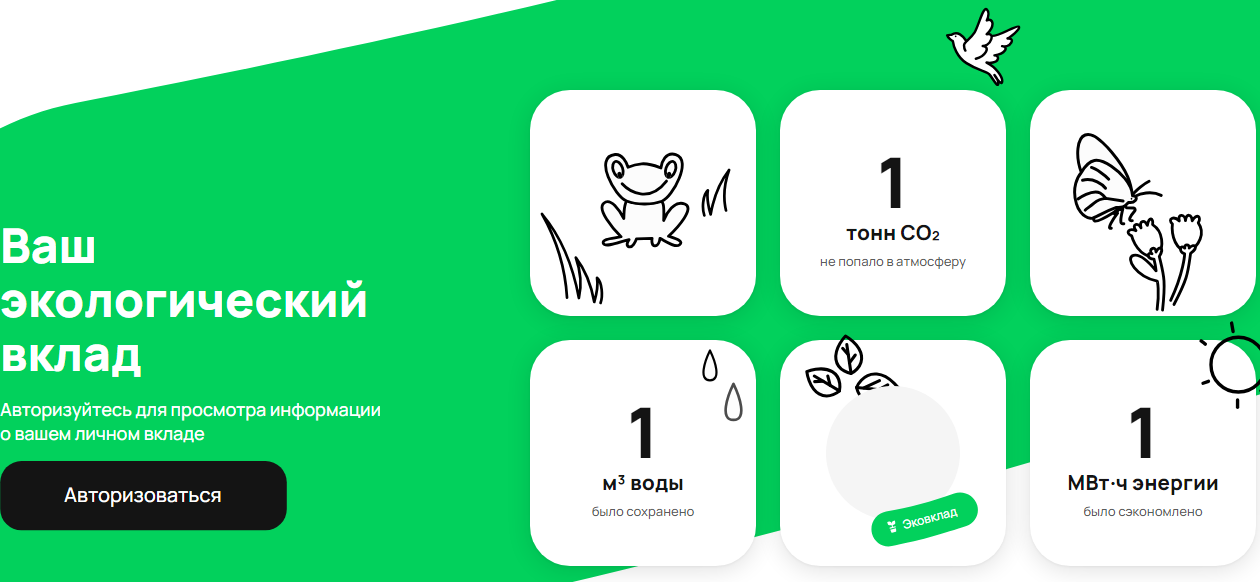 Ваш
экологический
вклад
Авторизуйтесь для просмотра информации
о вашем личном вкладе
Авторизоваться
1
тонн CO₂
не попало в атмосферу
1
м³ воды
было сохранено
Эковклад
1
МВт·ч энергии
было сэкономлено